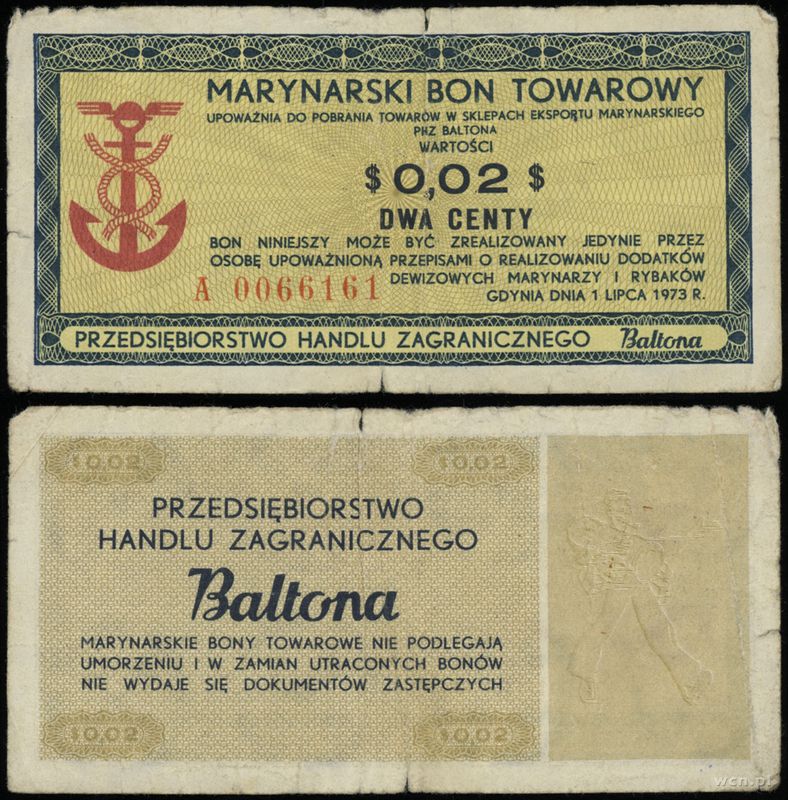 MARYNARSKI BON TOWAROWY
UPOWAŻNIA DO POBRANIA TOWARÓW W SKLEPACH EKSPORTU MARYNARSKIEGO
PHZ BALTONA
WARTOŚCI
$ 0,02 $
DWA CENTY
BON NINIEJSZY MOŻE BYĆ ZREALIZOWANY JEDYNIE PRZEZ
OSOBĘ UPOWAŻNIONĄ PRZEPISAMI O REALIZOWANIU DODATKÓW
DEWIZOWYCH MARYNARZY I RYBAKÓW
A 0066161
GDYNIA DNIA 1 LIPCA 1973 R.
PRZEDSIĘBIORSTWO HANDLU ZAGRANICZNEGO Baltona
$0,02 $0,02
PRZEDSIĘBIORSTWO
HANDLU ZAGRANICZNEGO
Baltona
MARYNARSKIE BONY TOWAROWE NIE PODLEGAJĄ
UMORZENIU I W ZAMIAN UTRACONYCH BONÓW
NIE WYDAJE SIĘ DOKUMENTÓW ZASTĘPCZYCH
$0,02 $0,02
wcn.pl